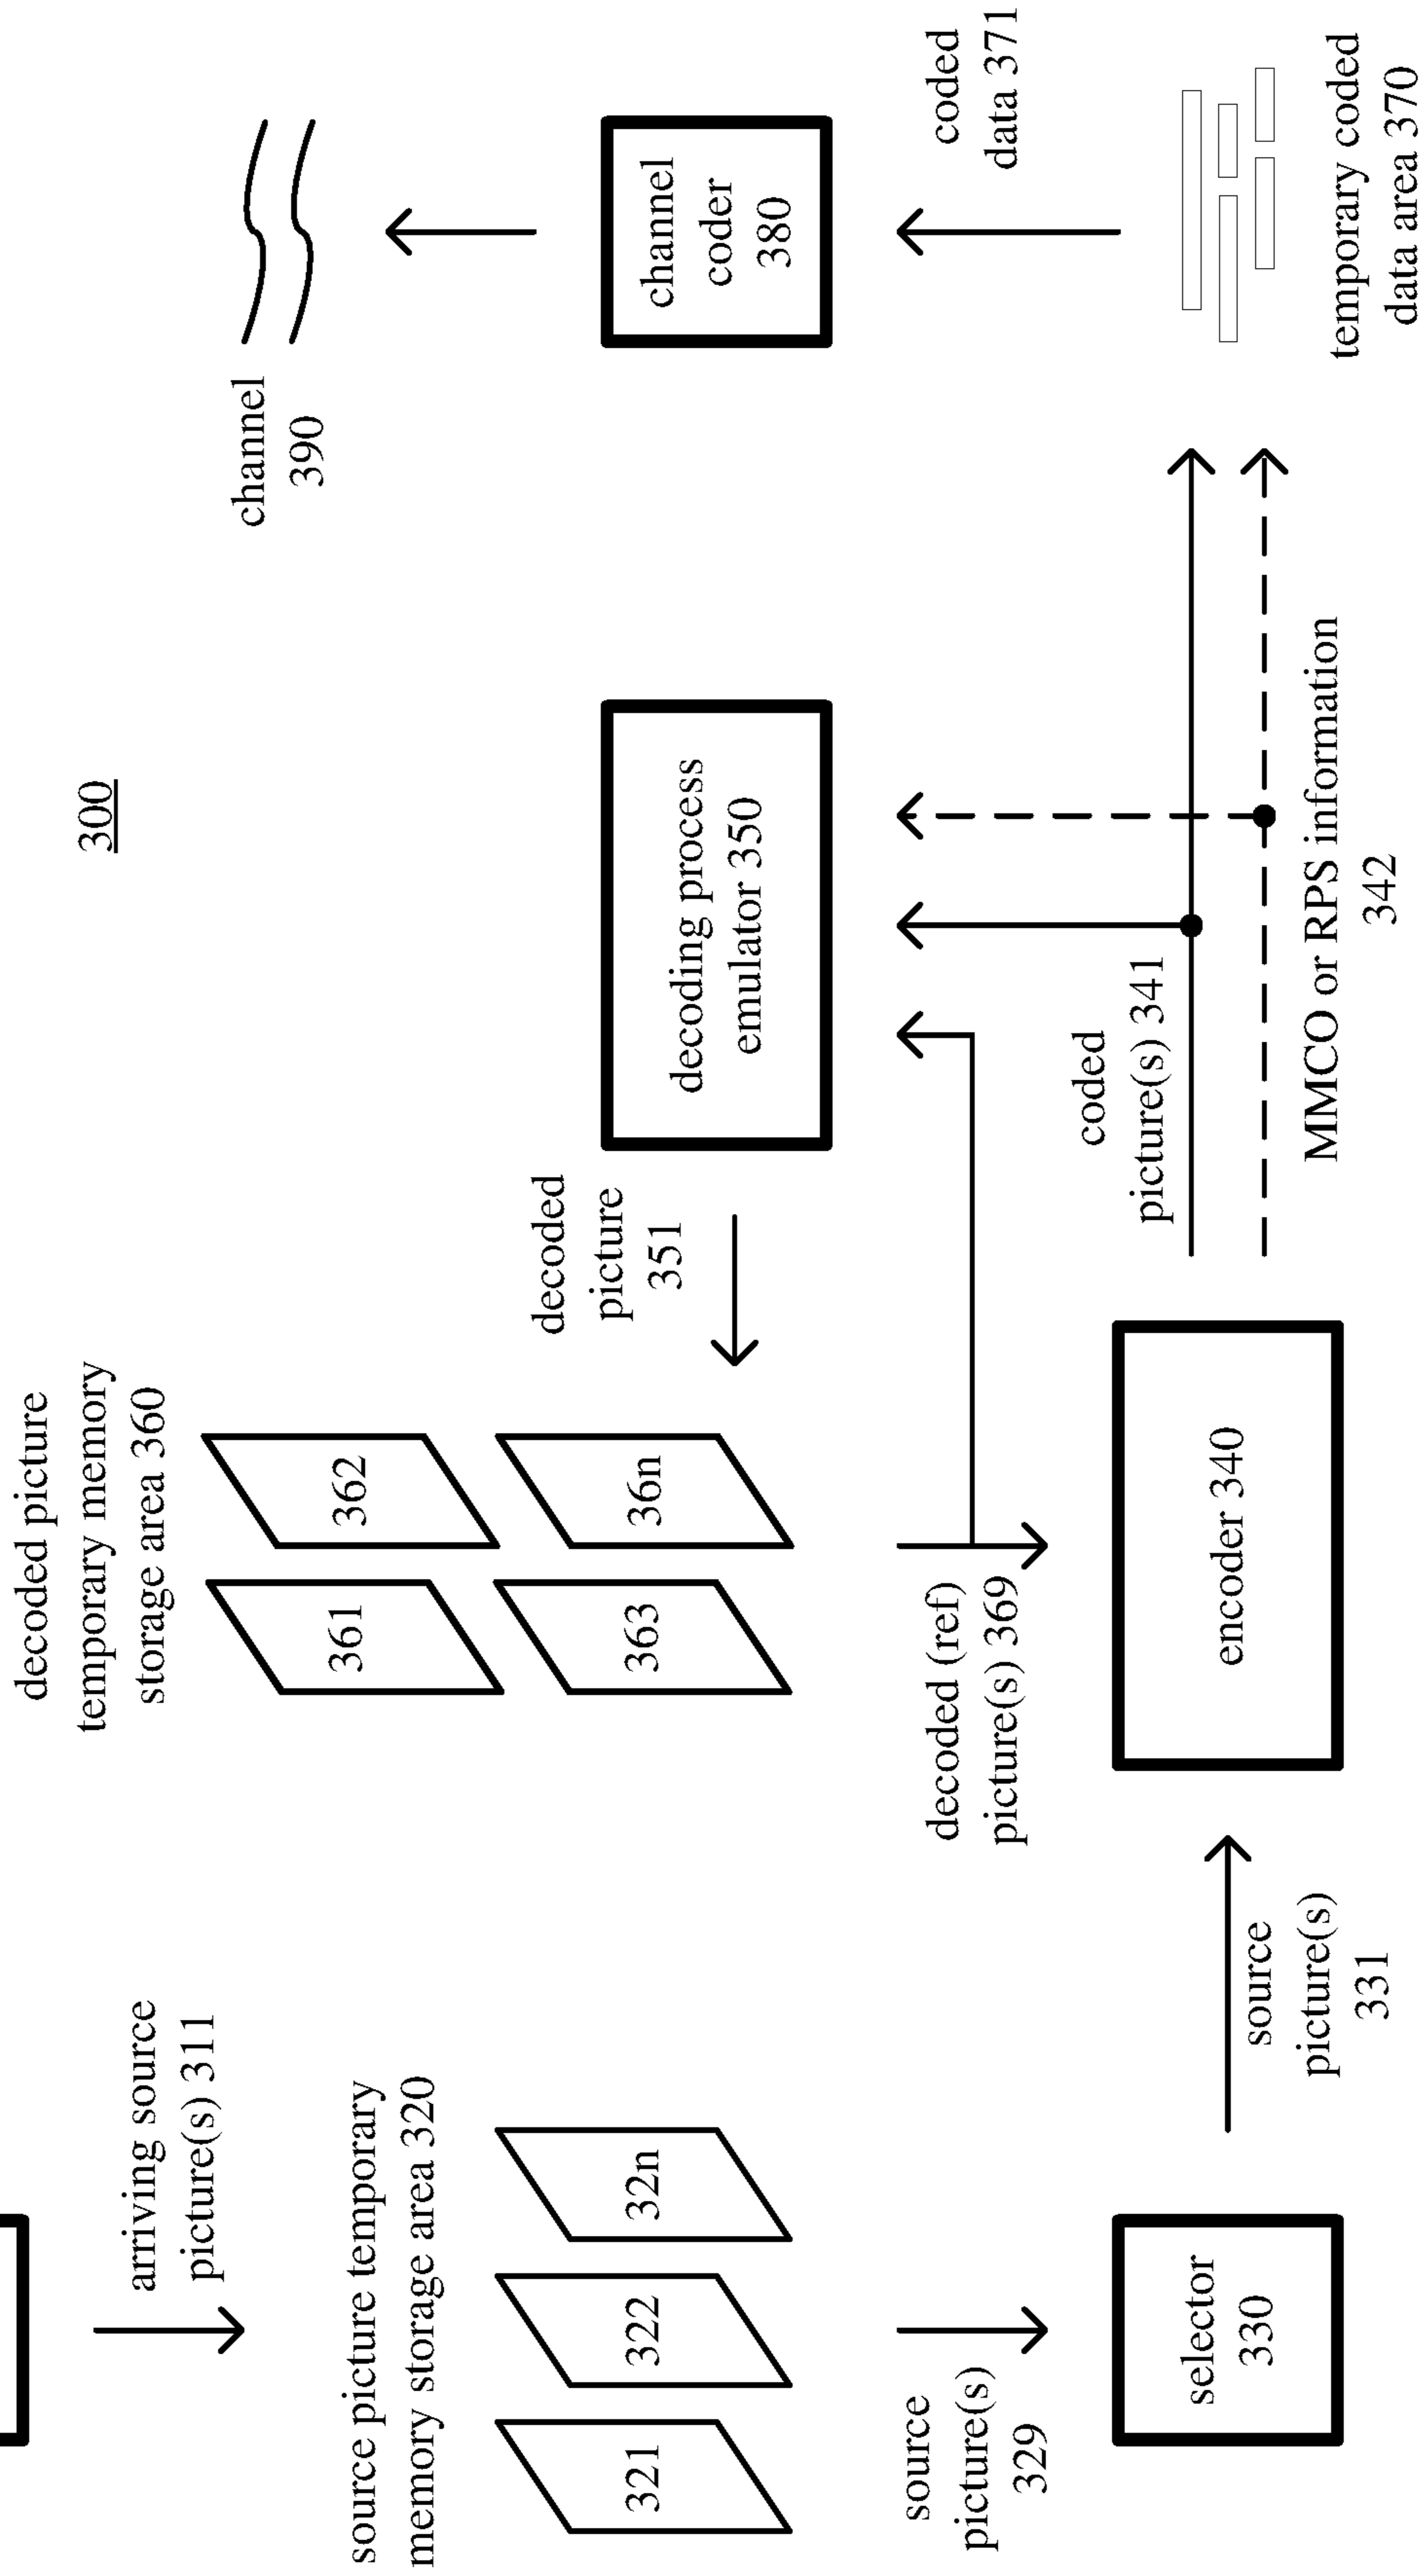 300
arriving source
picture(s) 311
source picture temporary
memory storage area 320
321
322
32n
source
picture(s)
329
selector
330
source
picture(s)
331
decoded picture
temporary memory
storage area 360
361
362
363
36n
decoded (ref)
picture(s) 369
encoder 340
decoded
picture
351
decoding process
emulator 350
coded
picture(s) 341
MMCO or RPS information
342
channel
390
channel
coder
380
coded
data 371
temporary coded
data area 370